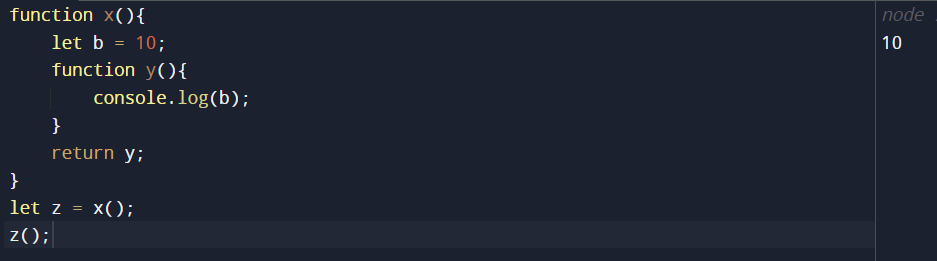 function x(){
    let b = 10;
    function y(){
        console.log(b);
    }
    return y;
}
let z = x();
z();
node
10